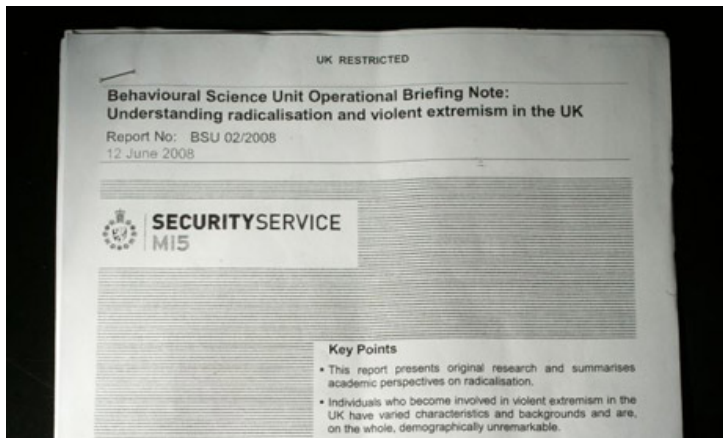 UK RESTRICTED
Behavioural Science Unit Operational Briefing Note:
Understanding radicalisation and violent extremism in the UK
Report No: BSU 02/2008
12 June 2008
SECURITYSERVICE
MI5
Key Points
• This report presents original research and summarises
academic perspectives on radicalisation.
• Individuals who become involved in violent extremism in the
UK have varied characteristics and backgrounds and are,
on the whole, demographically unremarkable.